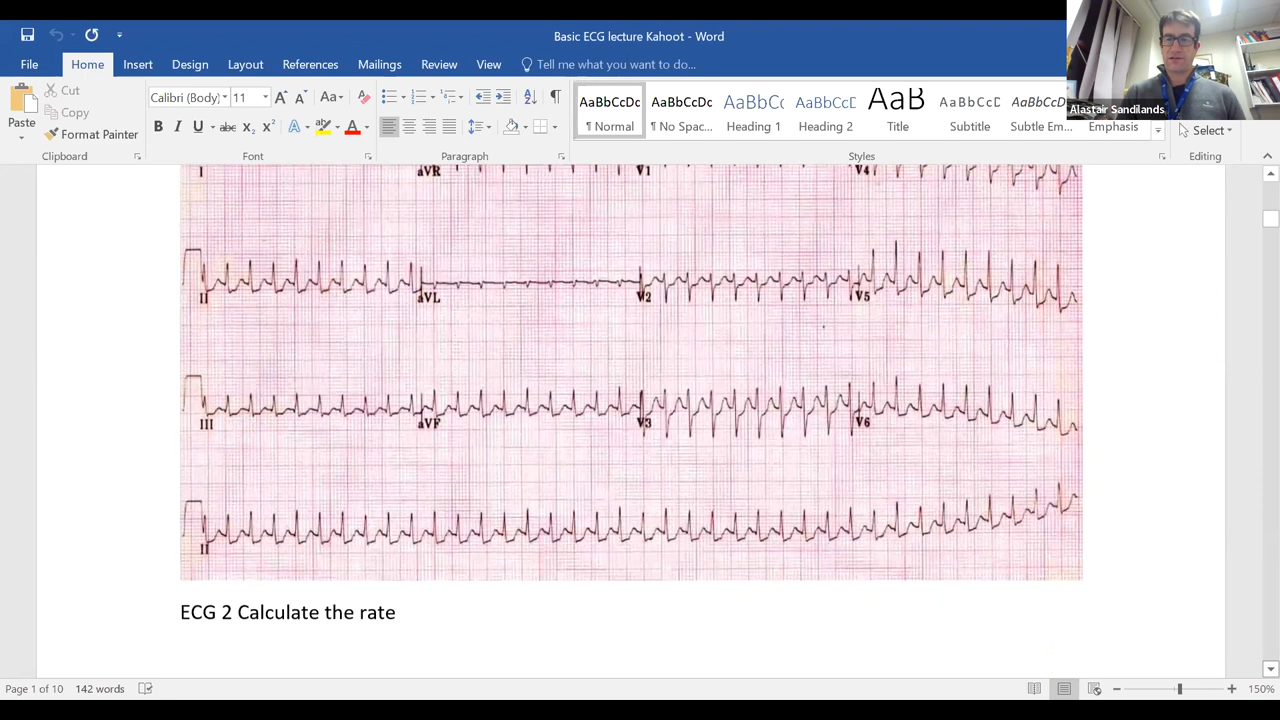 Basic ECG lecture Kahoot - Word
File Home Insert Design Layout References Mailings Review View Tell me what you want to do...
Alastair Sandilands
Paste
Cut
Copy
Format Painter
Calibri (Body) 11
AaBbCcDc
¶ Normal
AaBbCcDc
¶ No Spac...
AaBbCc
Heading 1
AaBbCcD
Heading 2
AaB
Title
AaBbCcD
Subtitle
AaBbCcD
Subtle Em...
Emphasis
Select
Clipboard Font Paragraph Styles Editing
I aVR V1 V4
II aVL V2 V5
III aVF V3 V6
II
ECG 2 Calculate the rate
Page 1 of 10 142 words 150%